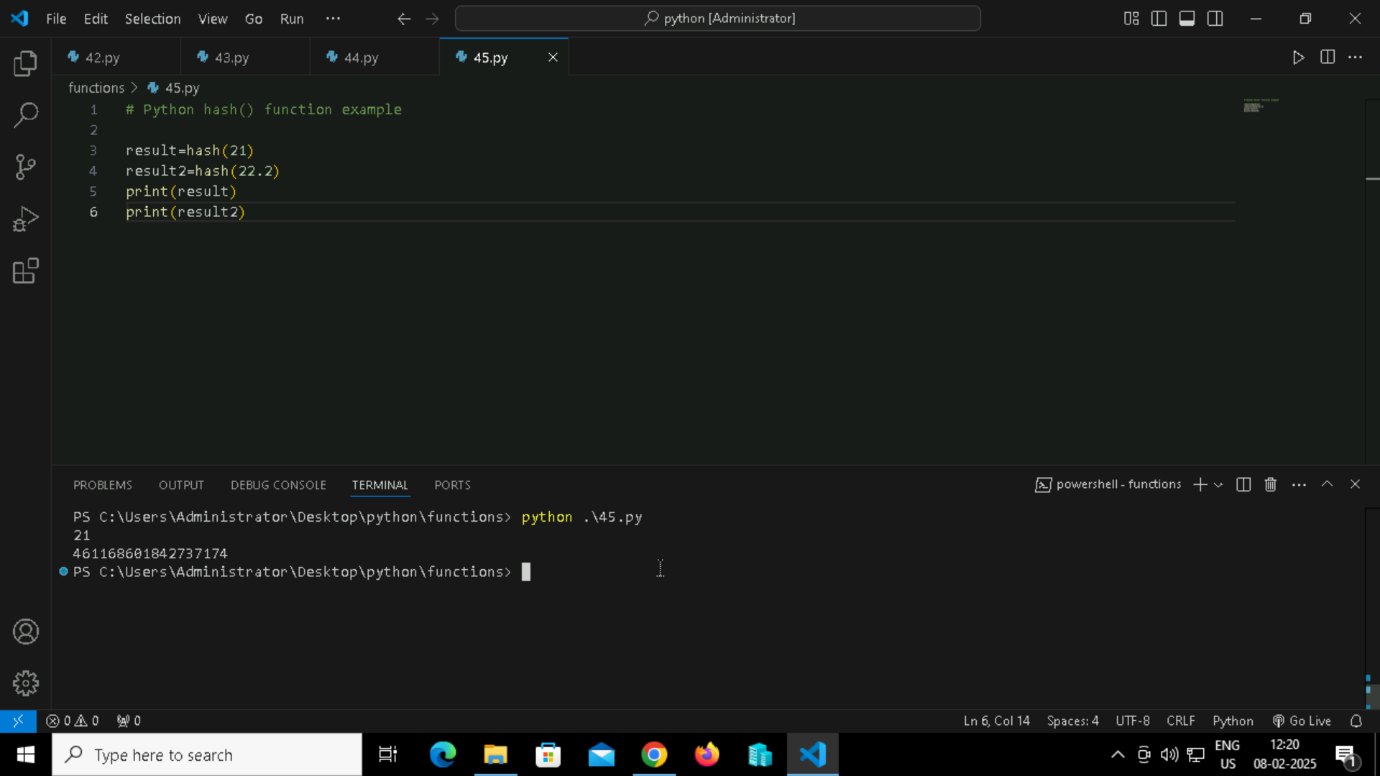 File Edit Selection View Go Run ···
python [Administrator]
42.py 43.py 44.py 45.py
functions > 45.py
1 # Python hash() function example
2
3 result=hash(21)
4 result2=hash(22.2)
5 print(result)
6 print(result2)
PROBLEMS OUTPUT DEBUG CONSOLE TERMINAL PORTS
powershell - functions
PS C:\Users\Administrator\Desktop\python\functions> python .\45.py
21
461168601842737174
PS C:\Users\Administrator\Desktop\python\functions>
0 0 0
Ln 6, Col 14 Spaces: 4 UTF-8 CRLF Python Go Live
Type here to search
ENG
US
12:20
08-02-2025
1